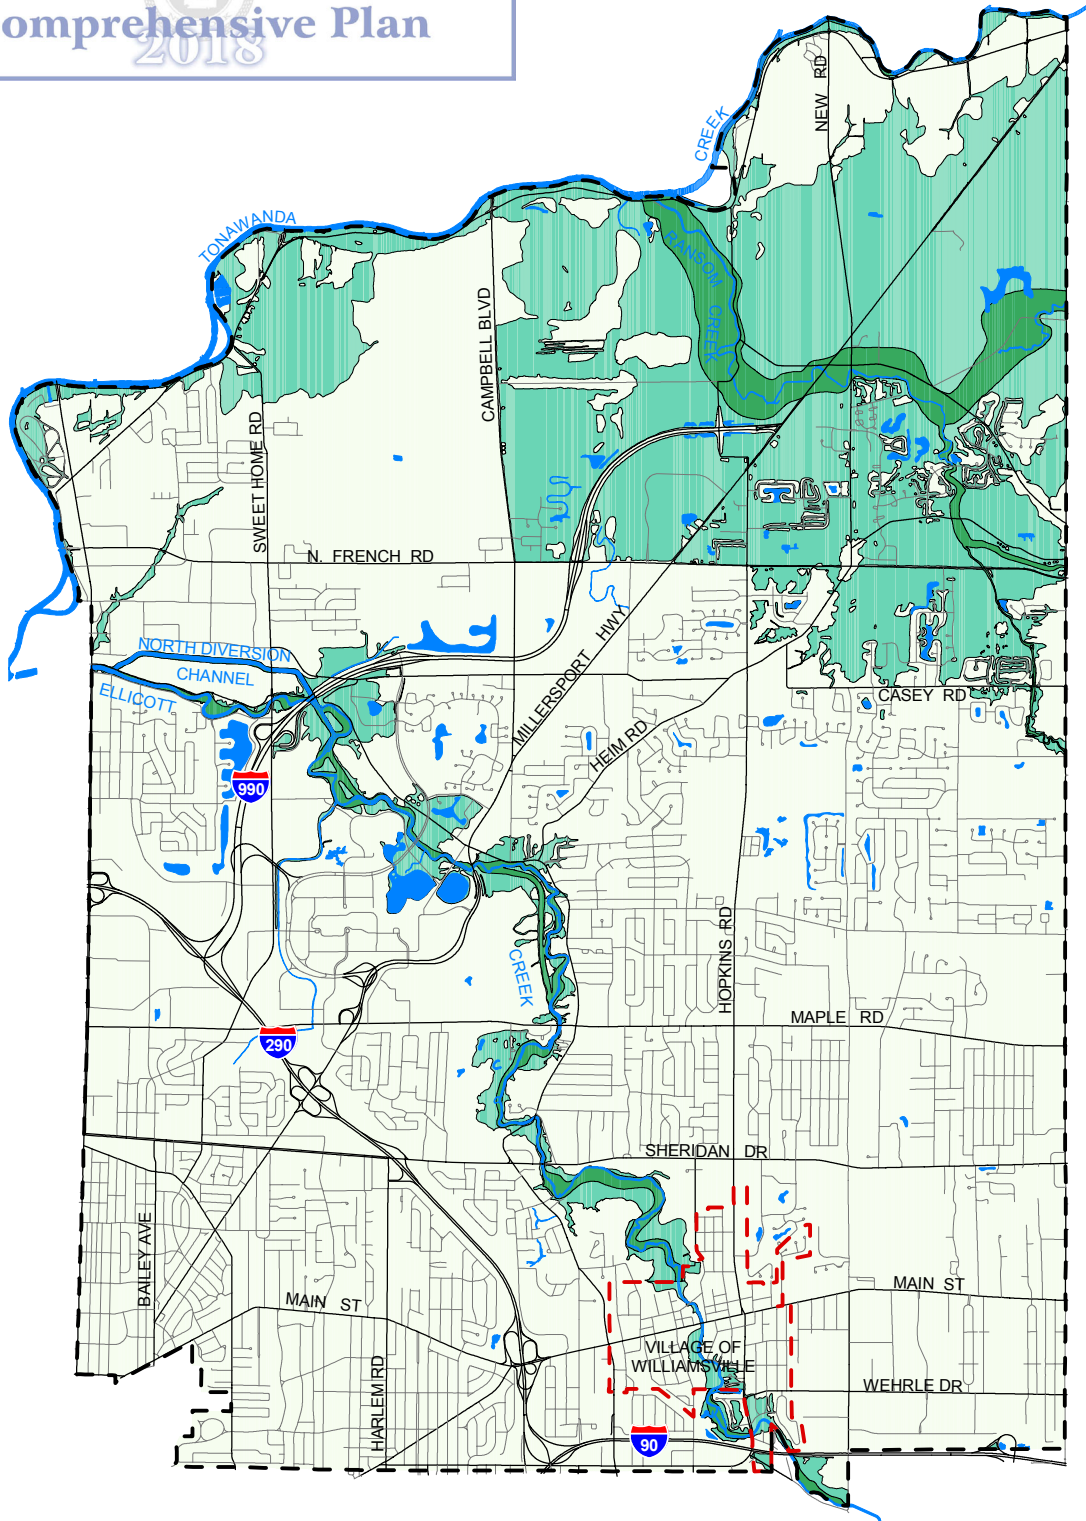 omprehensive Plan
2018
NEW RD
CREEK
TONAWANDA
RANSOM CREEK
CAMPBELL BLVD
SWEET HOME RD
N. FRENCH RD
MILLERSPORT HWY
NORTH DIVERSION
CHANNEL
ELLICOTT
CASEY RD
HEIM RD
990
HOPKINS RD
CREEK
MAPLE RD
290
SHERIDAN DR
BAILEY AVE
MAIN ST
MAIN ST
VILLAGE OF
WILLIAMSVILLE
HARLEM RD
WEHRLE DR
90